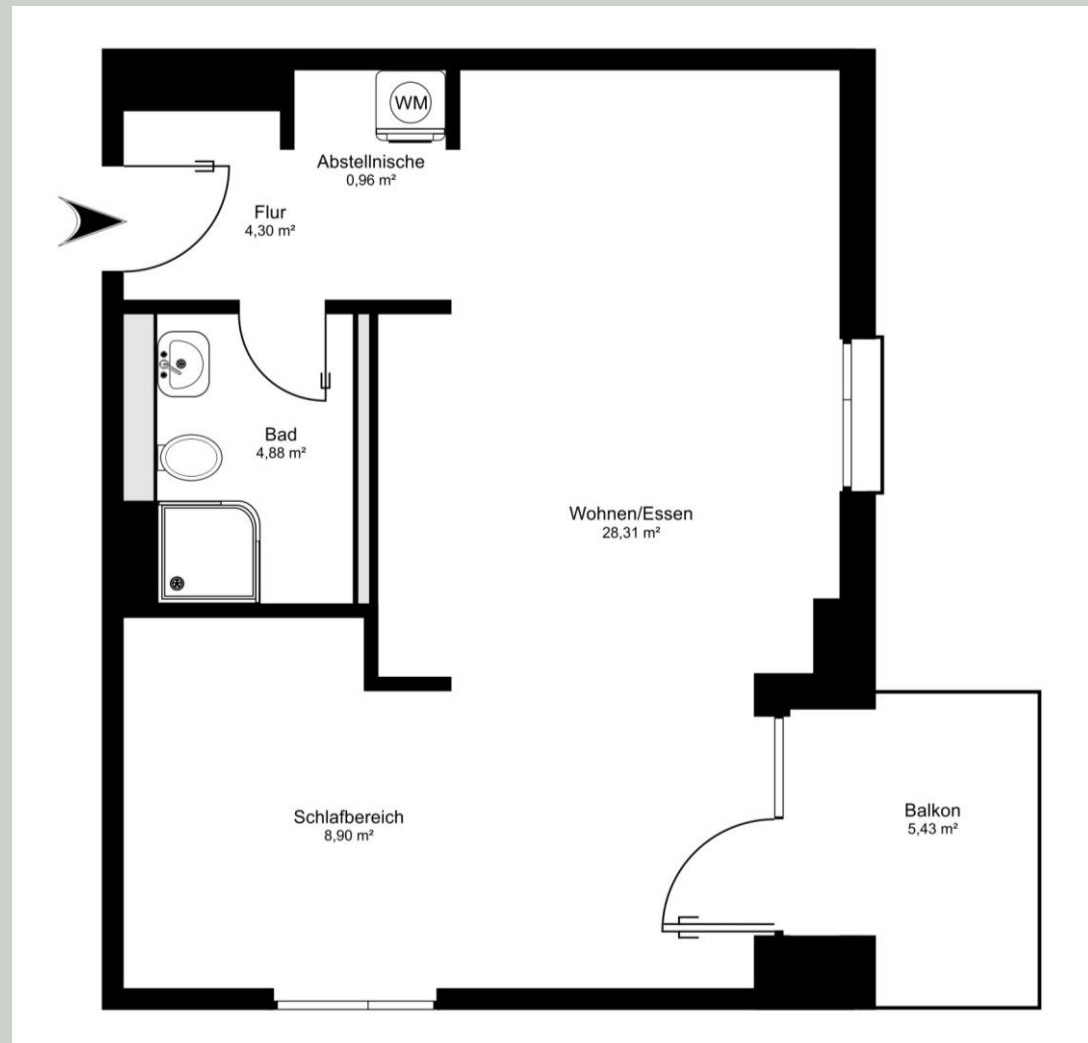 WM
Abstellnische
0,96 m²
Flur
4,30 m²
Bad
4,88 m²
Wohnen/Essen
28,31 m²
Schlafbereich
8,90 m²
Balkon
5,43 m²